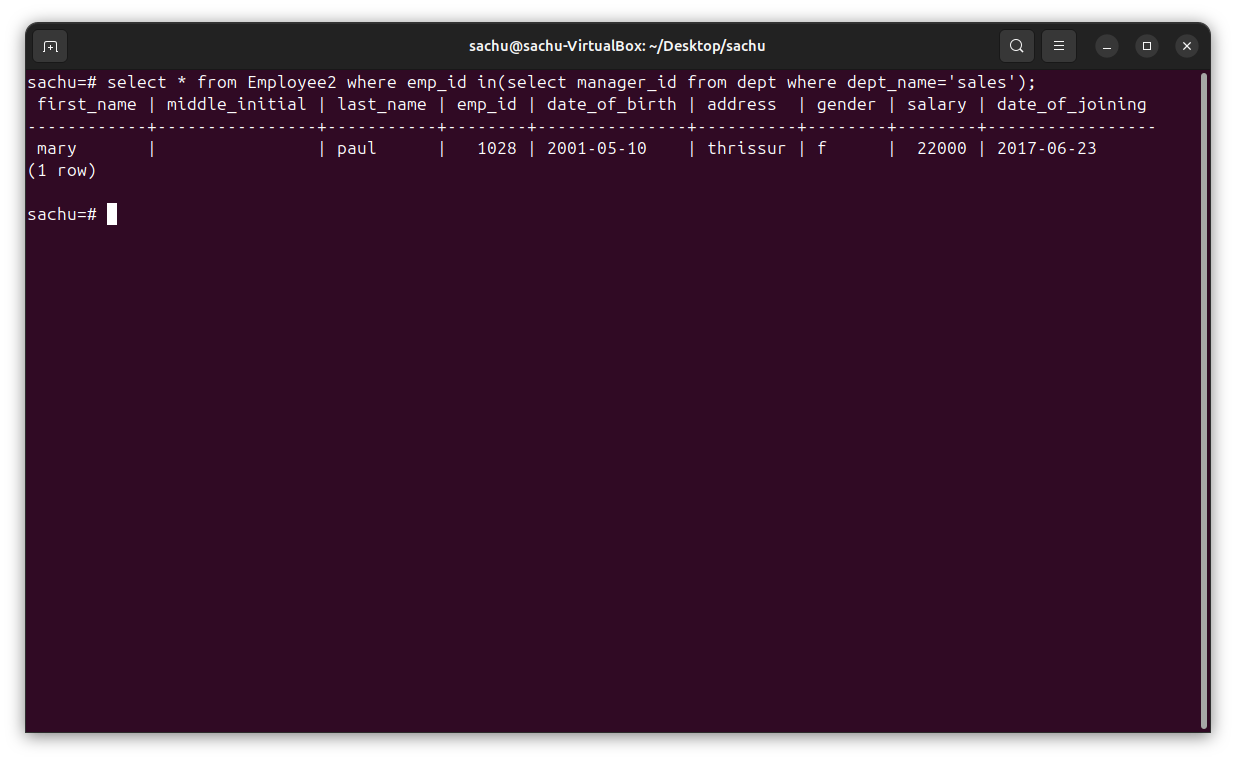 sachu@sachu-VirtualBox: ~/Desktop/sachu
sachu=# select * from Employee2 where emp_id in(select manager_id from dept where dept_name='sales');
 first_name | middle_initial | last_name | emp_id | date_of_birth | address  | gender | salary | date_of_joining
------------+----------------+-----------+--------+---------------+----------+--------+--------+-----------------
 mary       |                | paul      |   1028 | 2001-05-10    | thrissur | f      |  22000 | 2017-06-23
(1 row)
sachu=#